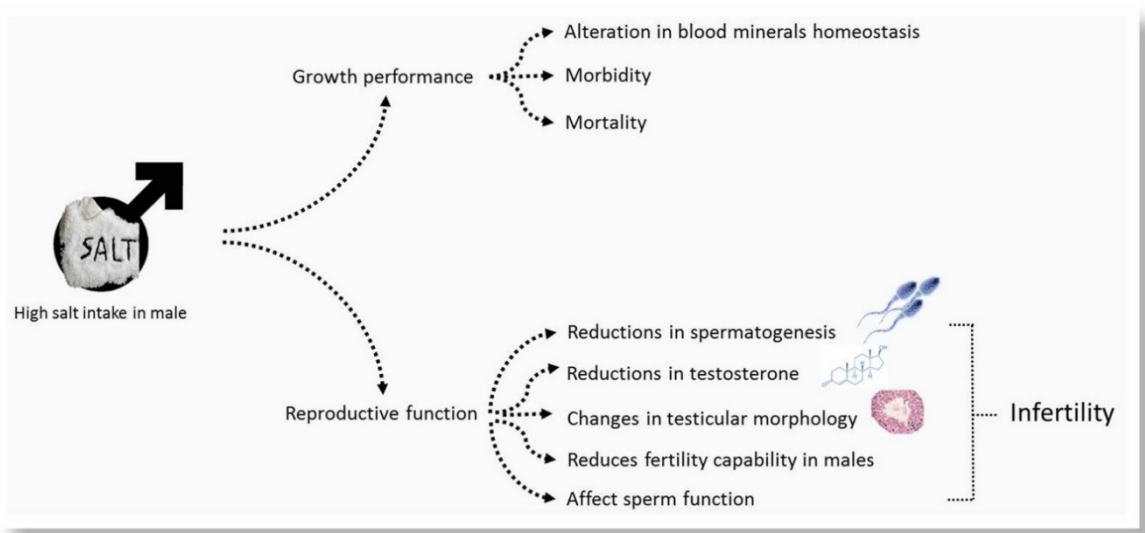 Alteration in blood minerals homeostasis
Growth performance
Morbidity
Mortality
SALT
High salt intake in male
Reductions in spermatogenesis
Reductions in testosterone
Reproductive function
Changes in testicular morphology
Infertility
Reduces fertility capability in males
Affect sperm function